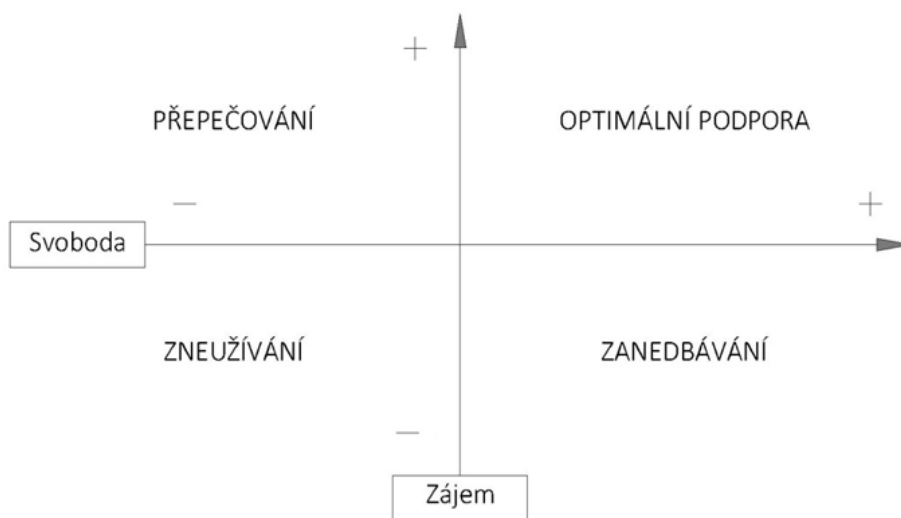 +
PŘEPEČOVÁNÍ OPTIMÁLNÍ PODPORA
— +
Svoboda
ZNEUŽÍVÁNÍ ZANEDBÁVÁNÍ
—
Zájem